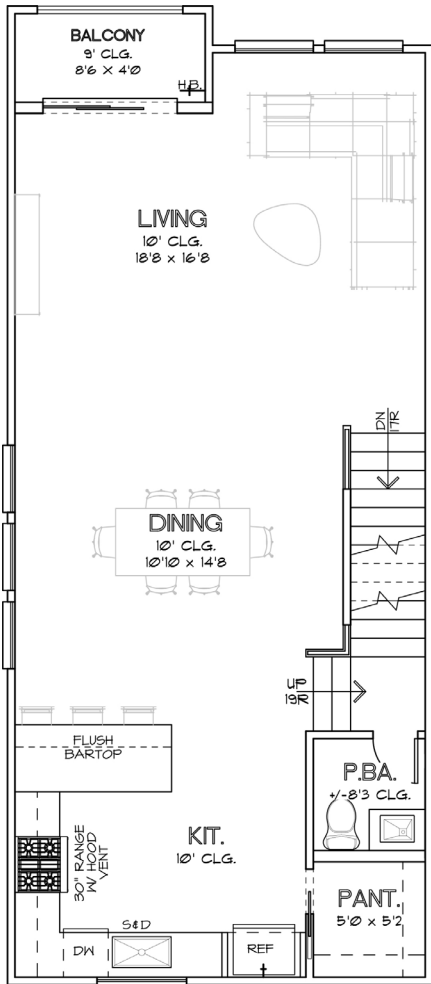 BALCONY
9' CLG.
8'6 x 4'0
H.B.
LIVING
10' CLG.
18'8 x 16'8
DN
17R
DINING
10' CLG.
10'10 x 14'8
UP
19R
FLUSH
BARTOP
P.BA.
+/-8'3 CLG.
KIT.
10' CLG.
30" RANGE
W/ HOOD
VENT
PANT.
5'0 x 5'2
S&D
DW
REF